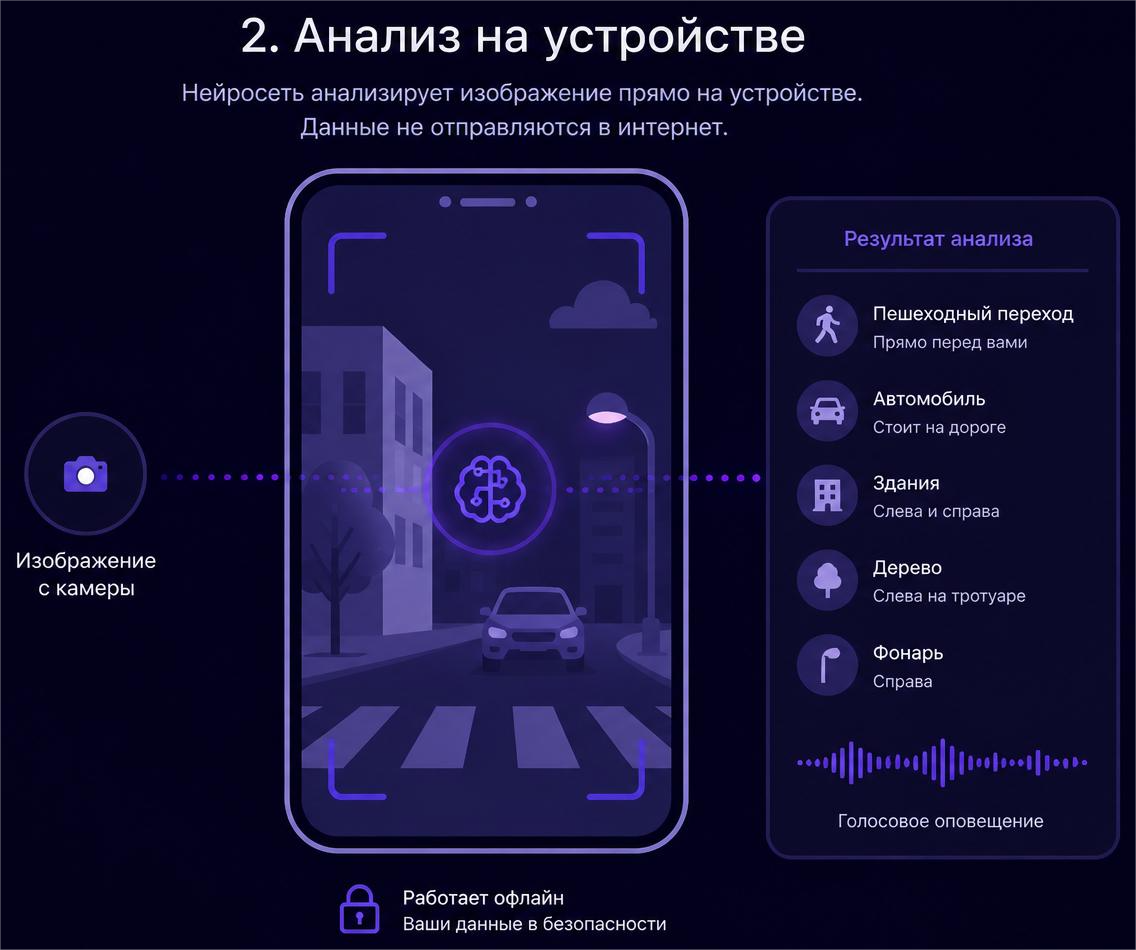 2. Анализ на устройстве
Нейросеть анализирует изображение прямо на устройстве.
Данные не отправляются в интернет.
Изображение
с камеры
Результат анализа
Пешеходный переход
Прямо перед вами
Автомобиль
Стоит на дороге
Здания
Слева и справа
Дерево
Слева на тротуаре
Фонарь
Справа
Голосовое оповещение
Работает офлайн
Ваши данные в безопасности